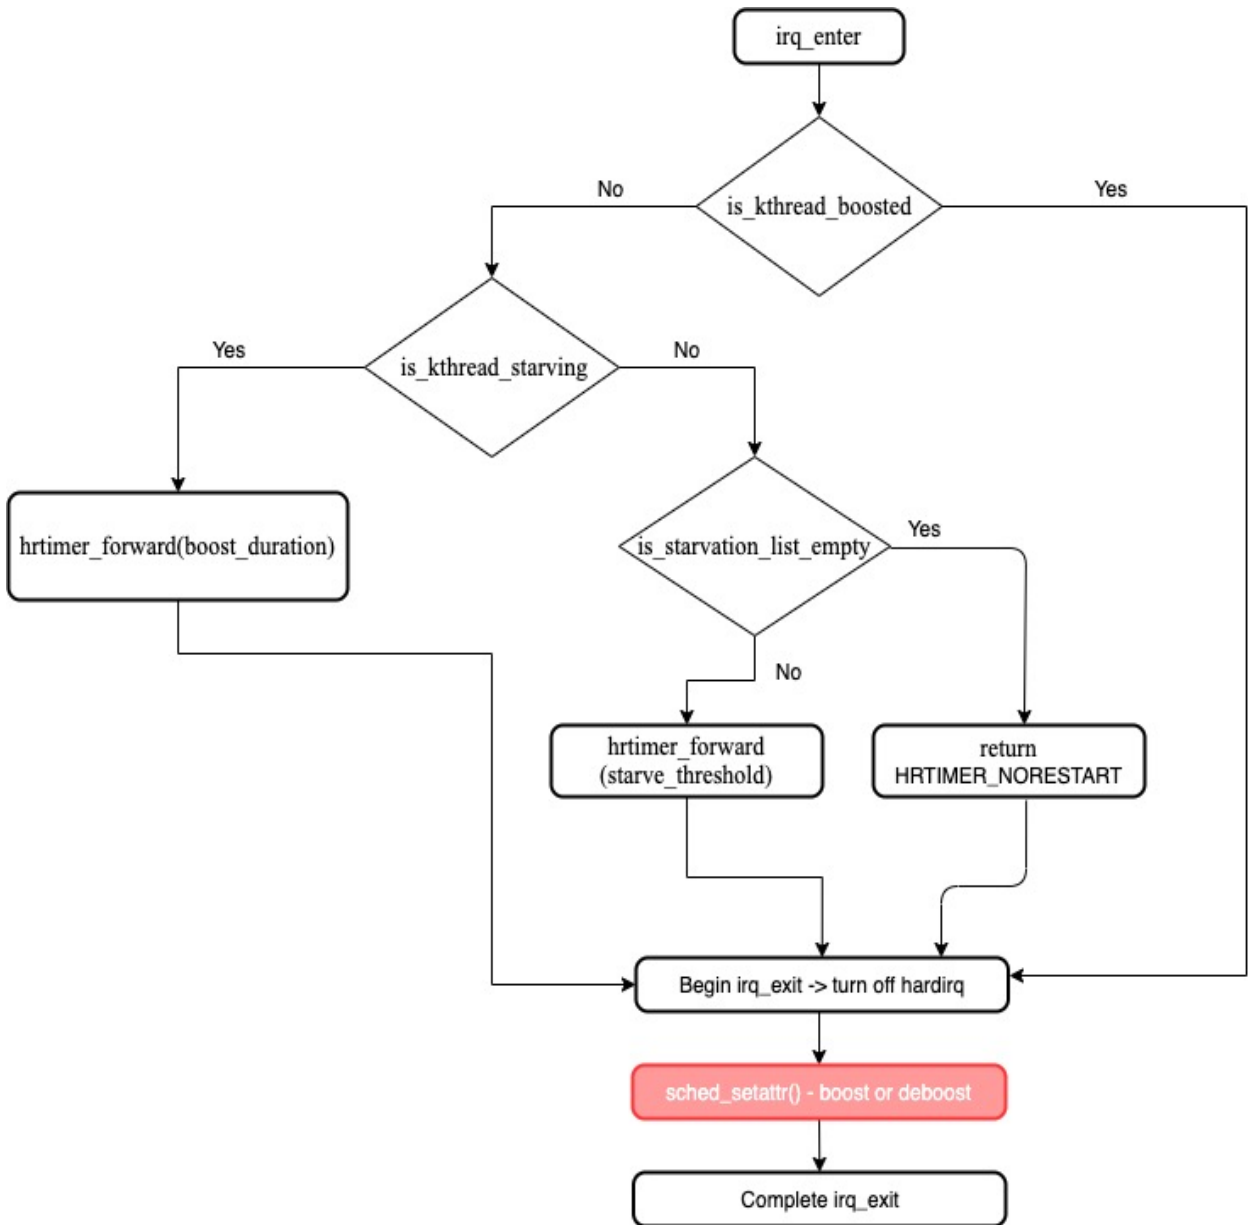 irq_enter
is_kthread_boosted
No
Yes
is_kthread_starving
Yes
No
hrtimer_forward(boost_duration)
is_starvation_list_empty
Yes
No
hrtimer_forward
(starve_threshold)
return
HRTIMER_NORESTART
Begin irq_exit -> turn off hardirq
sched_setattr() - boost or deboost
Complete irq_exit